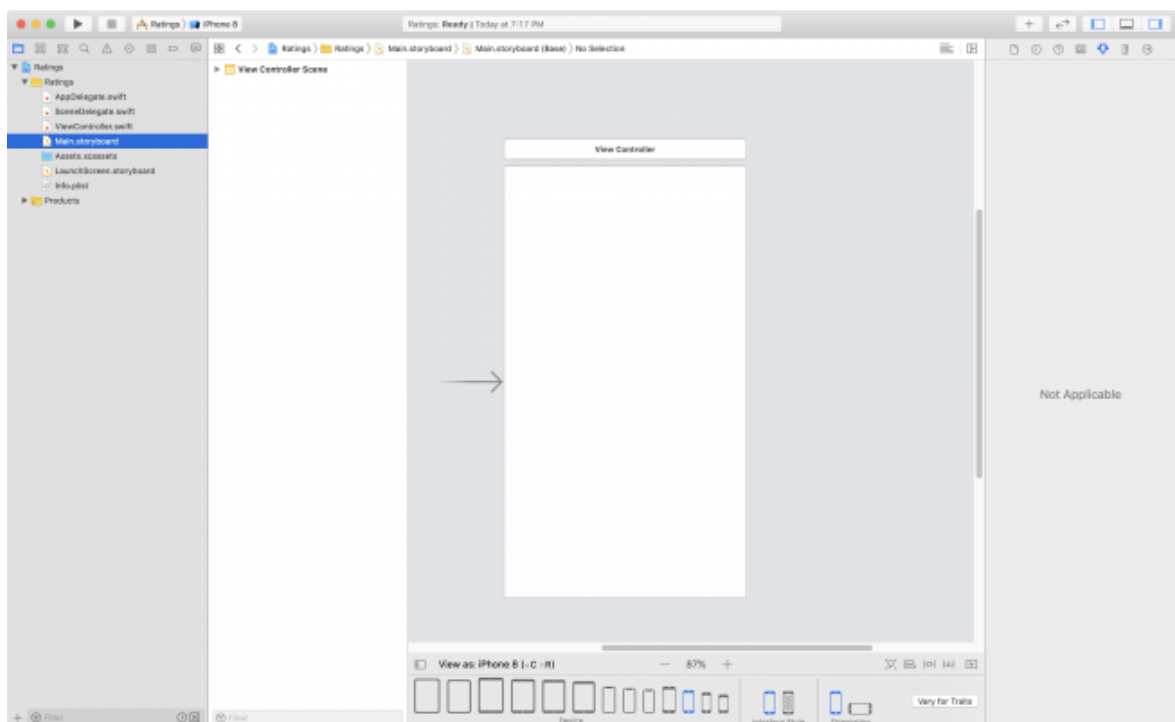 Ratings iPhone 8
Ratings: Ready | Today at 7:17 PM
Ratings Ratings Main.storyboard Main.storyboard (Base) No Selection
Ratings
Ratings
AppDelegate.swift
SceneDelegate.swift
ViewController.swift
Main.storyboard
Assets.xcassets
LaunchScreen.storyboard
Info.plist
Products
View Controller Scene
View Controller
Not Applicable
View as: iPhone 8 (wC hR)
87%
Vary for Traits
Device
Interface Style
Orientation
Filter
Filter